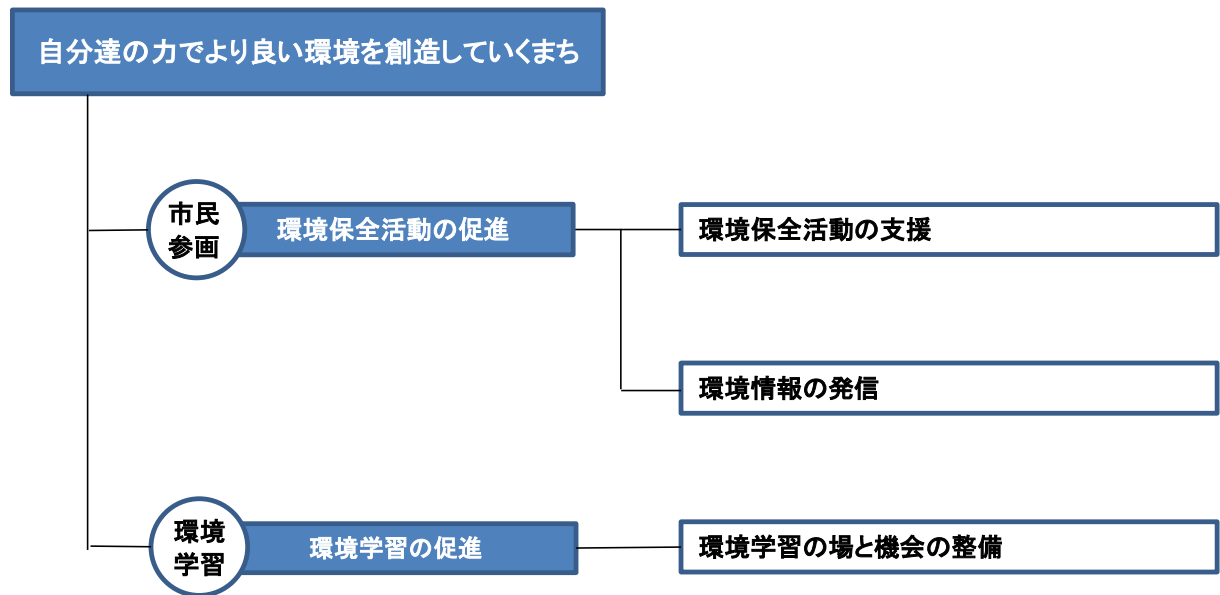 自分達の力でより良い環境を創造していくまち
市民
参画
環境保全活動の促進
環境保全活動の支援
環境情報の発信
環境
学習
環境学習の促進
環境学習の場と機会の整備